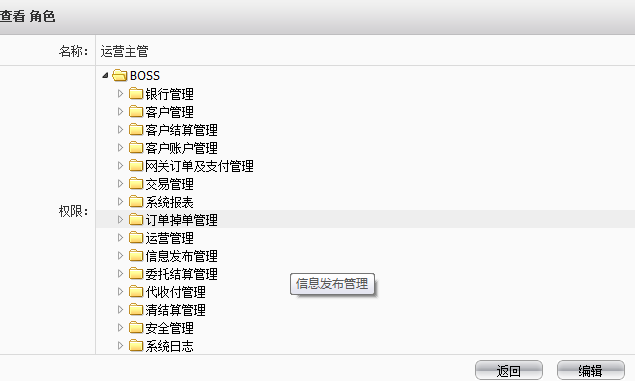 查看 角色
名称： 运营主管
权限：
BOSS
银行管理
客户管理
客户结算管理
客户账户管理
网关订单及支付管理
交易管理
系统报表
订单掉单管理
运营管理
信息发布管理
委托结算管理
代收付管理
清结算管理
安全管理
系统日志
信息发布管理
返回 编辑